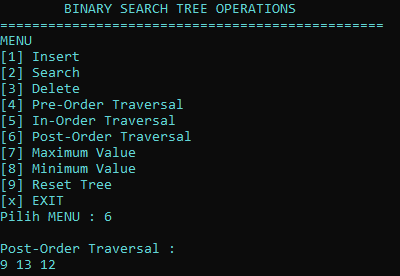 BINARY SEARCH TREE OPERATIONS
================================================
MENU
[1] Insert
[2] Search
[3] Delete
[4] Pre-Order Traversal
[5] In-Order Traversal
[6] Post-Order Traversal
[7] Maximum Value
[8] Minimum Value
[9] Reset Tree
[x] EXIT
Pilih MENU : 6
Post-Order Traversal :
9 13 12